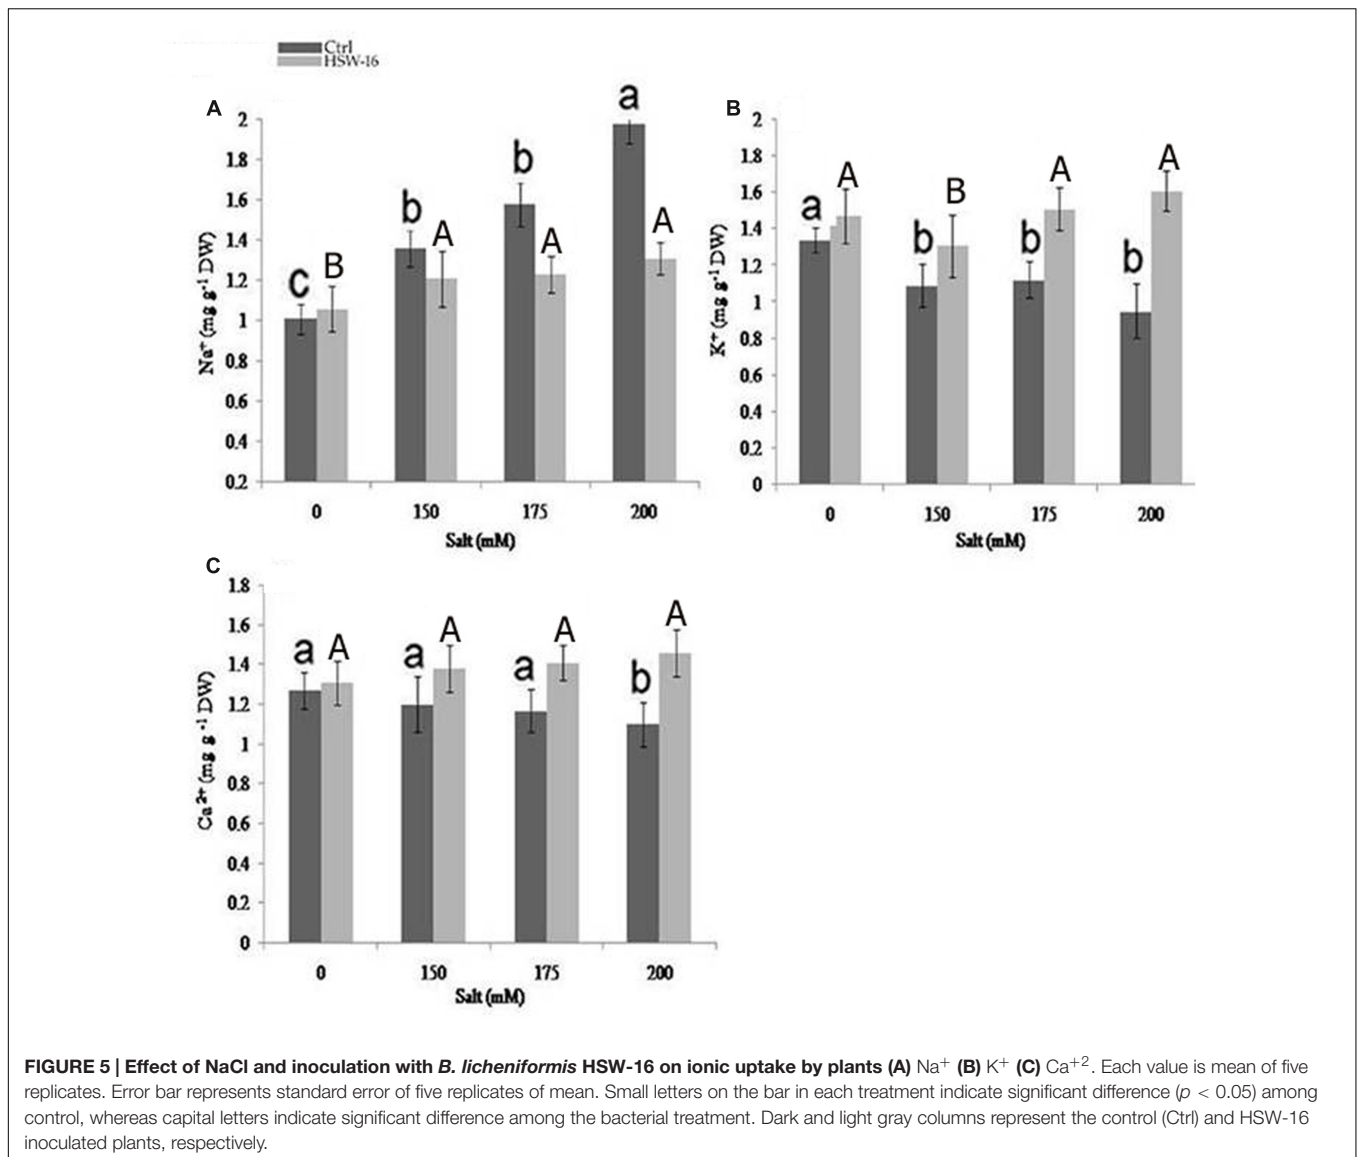 Ctrl
HSW-16
A
2
1.8
1.6
1.4
1.2
1
0.8
0.6
0.4
0.2
Na⁺ (mg g⁻¹ DW)
c B b A b A a A
0 150 175 200
Salt (mM)
B
2
1.8
1.6
1.4
1.2
1
0.8
0.6
0.4
0.2
0
K⁺ (mg g⁻¹ DW)
a A b B b A b A
0 150 175 200
Salt (mM)
C
1.8
1.6
1.4
1.2
1
0.8
0.6
0.4
0.2
0
Ca²⁺ (mg g⁻¹ DW)
a A a A a A b A
0 150 175 200
Salt (mM)
FIGURE 5 | Effect of NaCl and inoculation with B. licheniformis HSW-16 on ionic uptake by plants (A) Na⁺ (B) K⁺ (C) Ca⁺². Each value is mean of five
replicates. Error bar represents standard error of five replicates of mean. Small letters on the bar in each treatment indicate significant difference (p < 0.05) among
control, whereas capital letters indicate significant difference among the bacterial treatment. Dark and light gray columns represent the control (Ctrl) and HSW-16
inoculated plants, respectively.